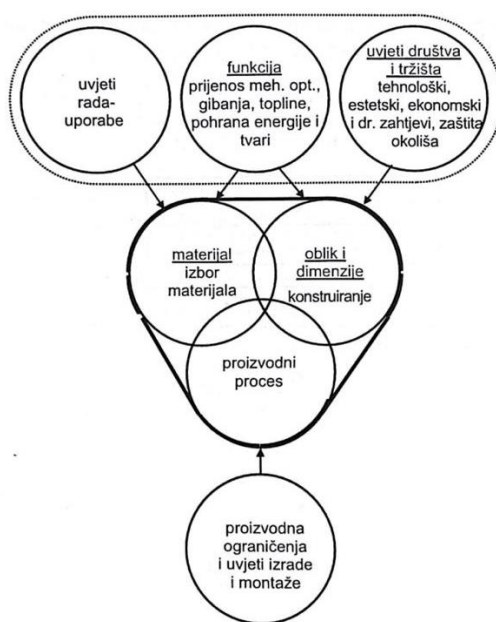 uvjeti
rada-
uporabe
funkcija
prijenos meh. opt.,
gibanja, topline,
pohrana energije i
tvari
uvjeti društva
i tržišta
tehnološki,
estetski, ekonomski
i dr. zahtjevi, zaštita
okoliša
materijal
izbor
materijala
oblik i
dimenzije
konstruiranje
proizvodni
proces
proizvodna
ograničenja
i uvjeti izrade
i montaže